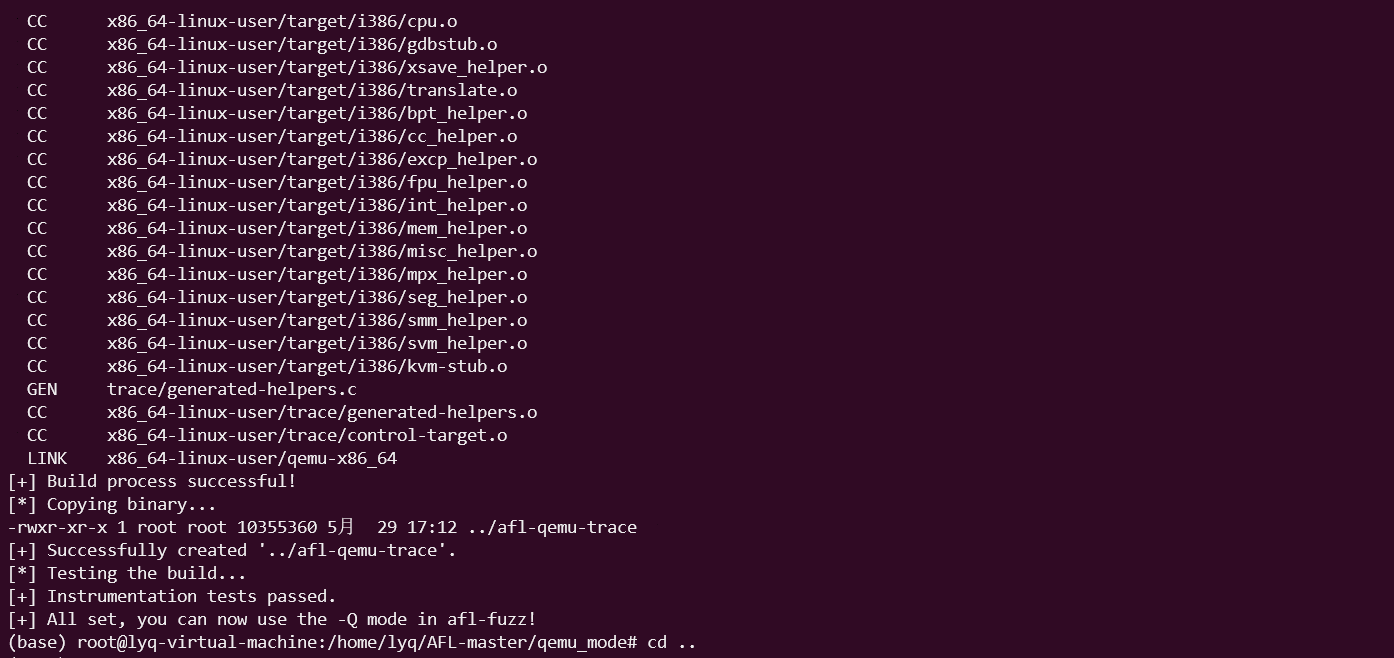 CC      x86_64-linux-user/target/i386/cpu.o
CC      x86_64-linux-user/target/i386/gdbstub.o
CC      x86_64-linux-user/target/i386/xsave_helper.o
CC      x86_64-linux-user/target/i386/translate.o
CC      x86_64-linux-user/target/i386/bpt_helper.o
CC      x86_64-linux-user/target/i386/cc_helper.o
CC      x86_64-linux-user/target/i386/excp_helper.o
CC      x86_64-linux-user/target/i386/fpu_helper.o
CC      x86_64-linux-user/target/i386/int_helper.o
CC      x86_64-linux-user/target/i386/mem_helper.o
CC      x86_64-linux-user/target/i386/misc_helper.o
CC      x86_64-linux-user/target/i386/mpx_helper.o
CC      x86_64-linux-user/target/i386/seg_helper.o
CC      x86_64-linux-user/target/i386/smm_helper.o
CC      x86_64-linux-user/target/i386/svm_helper.o
CC      x86_64-linux-user/target/i386/kvm-stub.o
GEN     trace/generated-helpers.c
CC      x86_64-linux-user/trace/generated-helpers.o
CC      x86_64-linux-user/trace/control-target.o
LINK    x86_64-linux-user/qemu-x86_64
[+] Build process successful!
[*] Copying binary...
-rwxr-xr-x 1 root root 10355360 5月  29 17:12 ../afl-qemu-trace
[+] Successfully created '../afl-qemu-trace'.
[*] Testing the build...
[+] Instrumentation tests passed.
[+] All set, you can now use the -Q mode in afl-fuzz!
(base) root@lyq-virtual-machine:/home/lyq/AFL-master/qemu_mode# cd ..